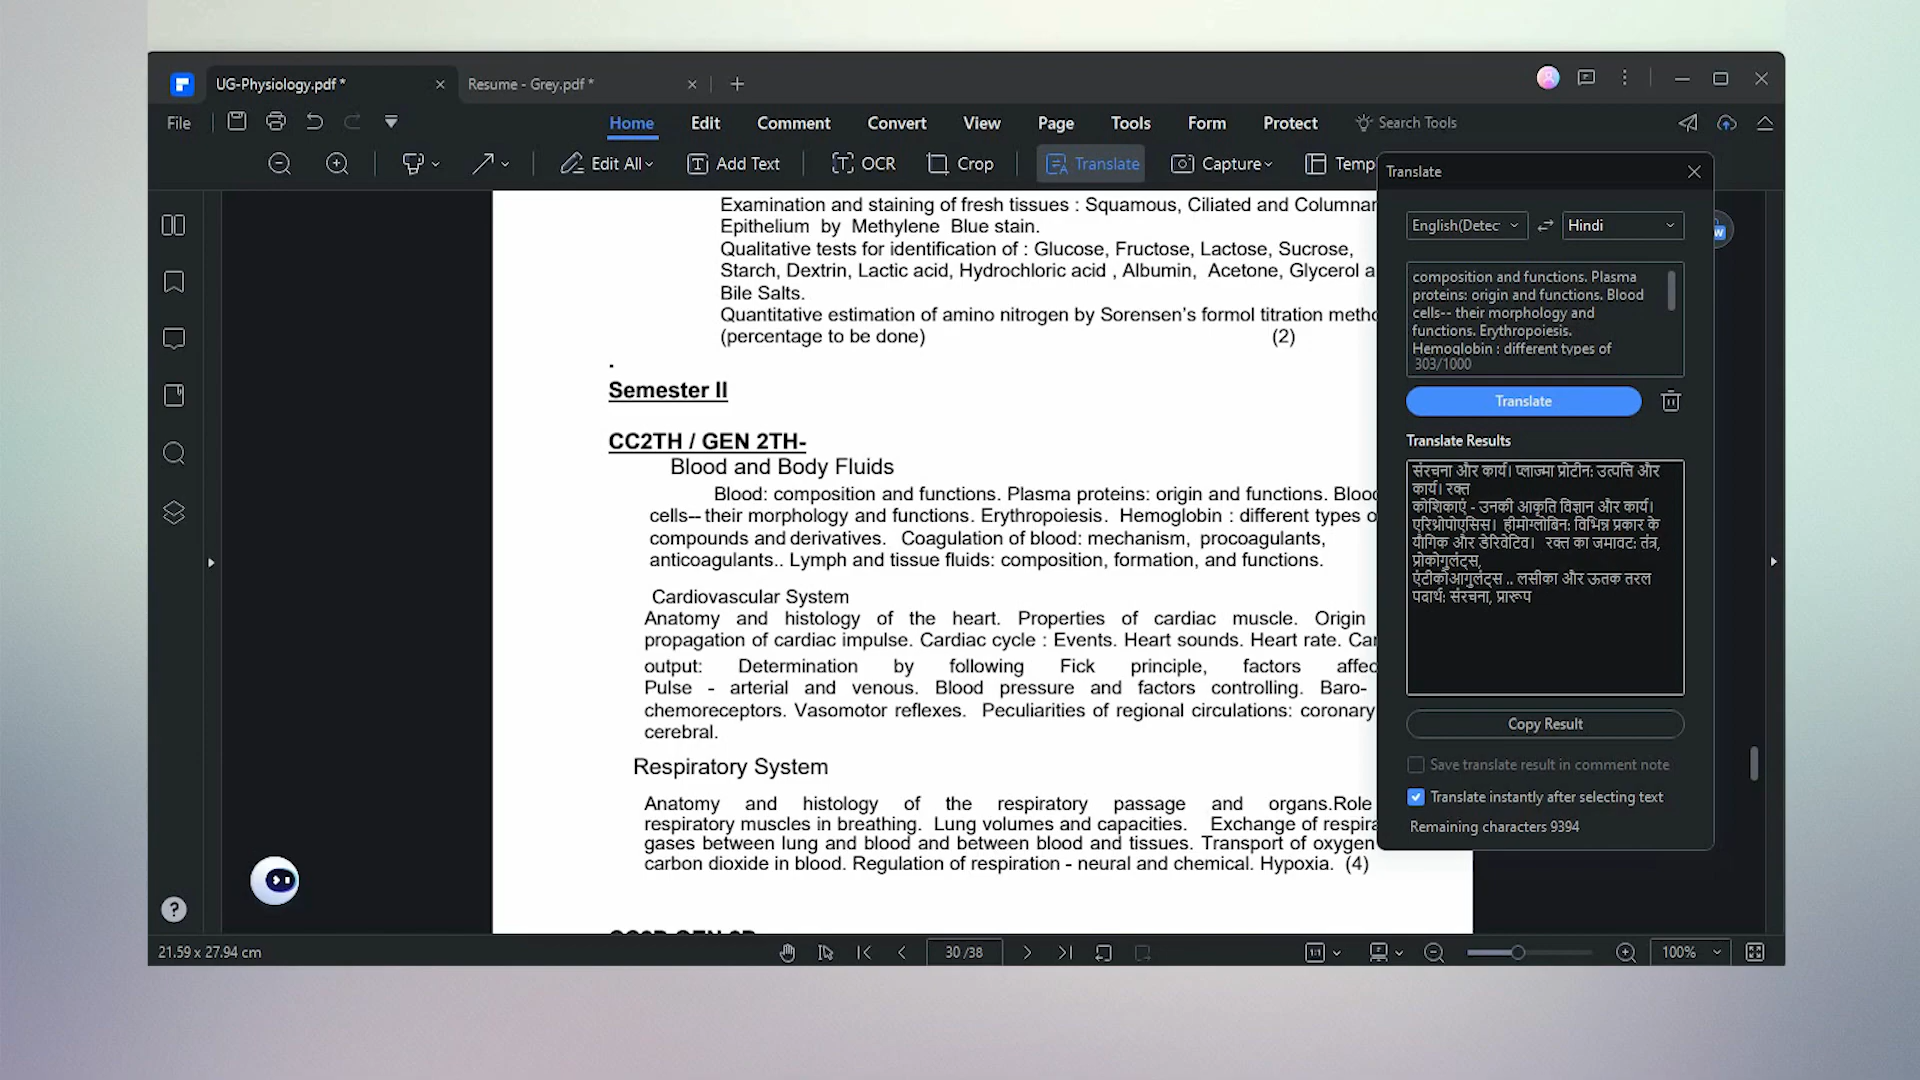 UG-Physiology.pdf *
Resume - Grey.pdf *
File
Home
Edit
Comment
Convert
View
Page
Tools
Form
Protect
Search Tools
Edit All
Add Text
OCR
Crop
Translate
Capture
Temp
Examination and staining of fresh tissues : Squamous, Ciliated and Columnar
Epithelium by Methylene Blue stain.
Qualitative tests for identification of : Glucose, Fructose, Lactose, Sucrose,
Starch, Dextrin, Lactic acid, Hydrochloric acid , Albumin, Acetone, Glycerol a
Bile Salts.
Quantitative estimation of amino nitrogen by Sorensen's formol titration metho
(percentage to be done) (2)
.
Semester II
CC2TH / GEN 2TH-
Blood and Body Fluids
Blood: composition and functions. Plasma proteins: origin and functions. Blood
cells-- their morphology and functions. Erythropoiesis. Hemoglobin : different types o
compounds and derivatives. Coagulation of blood: mechanism, procoagulants,
anticoagulants.. Lymph and tissue fluids: composition, formation, and functions.
Cardiovascular System
Anatomy and histology of the heart. Properties of cardiac muscle. Origin
propagation of cardiac impulse. Cardiac cycle : Events. Heart sounds. Heart rate. Car
output: Determination by following Fick principle, factors affec
Pulse - arterial and venous. Blood pressure and factors controlling. Baro-
chemoreceptors. Vasomotor reflexes. Peculiarities of regional circulations: coronary
cerebral.
Respiratory System
Anatomy and histology of the respiratory passage and organs.Role
respiratory muscles in breathing. Lung volumes and capacities. Exchange of respira
gases between lung and blood and between blood and tissues. Transport of oxygen
carbon dioxide in blood. Regulation of respiration - neural and chemical. Hypoxia. (4)
Translate
English(Detec
Hindi
composition and functions. Plasma
proteins: origin and functions. Blood
cells-- their morphology and
functions. Erythropoiesis.
Hemoglobin : different types of
303/1000
Translate
Translate Results
संरचना और कार्य। प्लाज्मा प्रोटीन: उत्पत्ति और
कार्य। रक्त
कोशिकाएं - उनकी आकृति विज्ञान और कार्य।
एरिथ्रोपोएसिस। हीमोग्लोबिन: विभिन्न प्रकार के
यौगिक और डेरिवेटिव। रक्त का जमावट: तंत्र,
प्रोकोगुलंट्स,
एंटीकोआगुलंट्स .. लसीका और ऊतक तरल
पदार्थ: संरचना, प्रारूप
Copy Result
Save translate result in comment note
Translate instantly after selecting text
Remaining characters 9394
21.59 x 27.94 cm
30 /38
100%